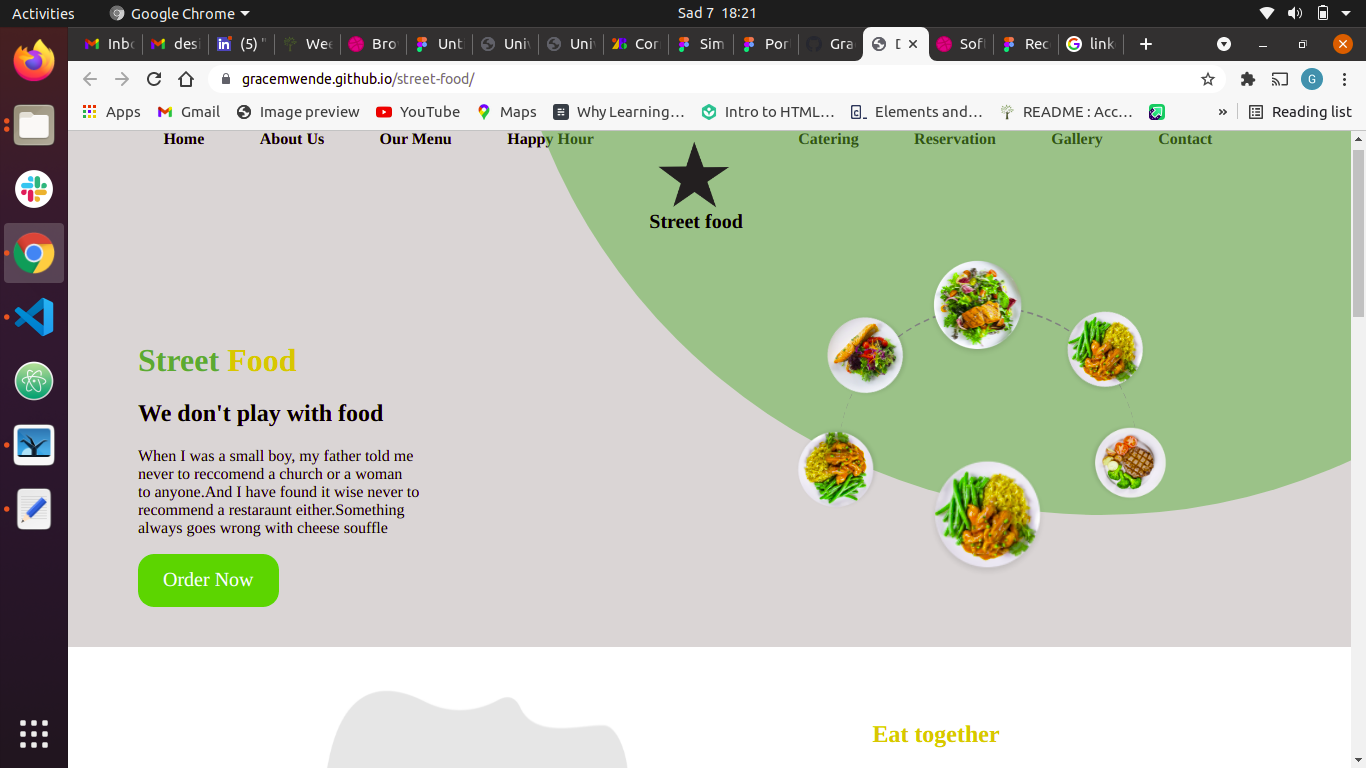 Activities
Google Chrome
Sad 7 18:21
Inbo
des
(5) "
Wee
Bro
Unt
Univ
Univ
Cor
Sim
Por
Gra
D
Sof
Rec
link
gracemwende.github.io/street-food/
G
Apps
Gmail
Image preview
YouTube
Maps
Why Learning…
Intro to HTML…
Elements and…
README : Acc…
»
Reading list
Home
About Us
Our Menu
Happy Hour
Catering
Reservation
Gallery
Contact
Street food
Street Food
We don't play with food
When I was a small boy, my father told me
never to reccomend a church or a woman
to anyone.And I have found it wise never to
recommend a restaraunt either.Something
always goes wrong with cheese souffle
Order Now
Eat together